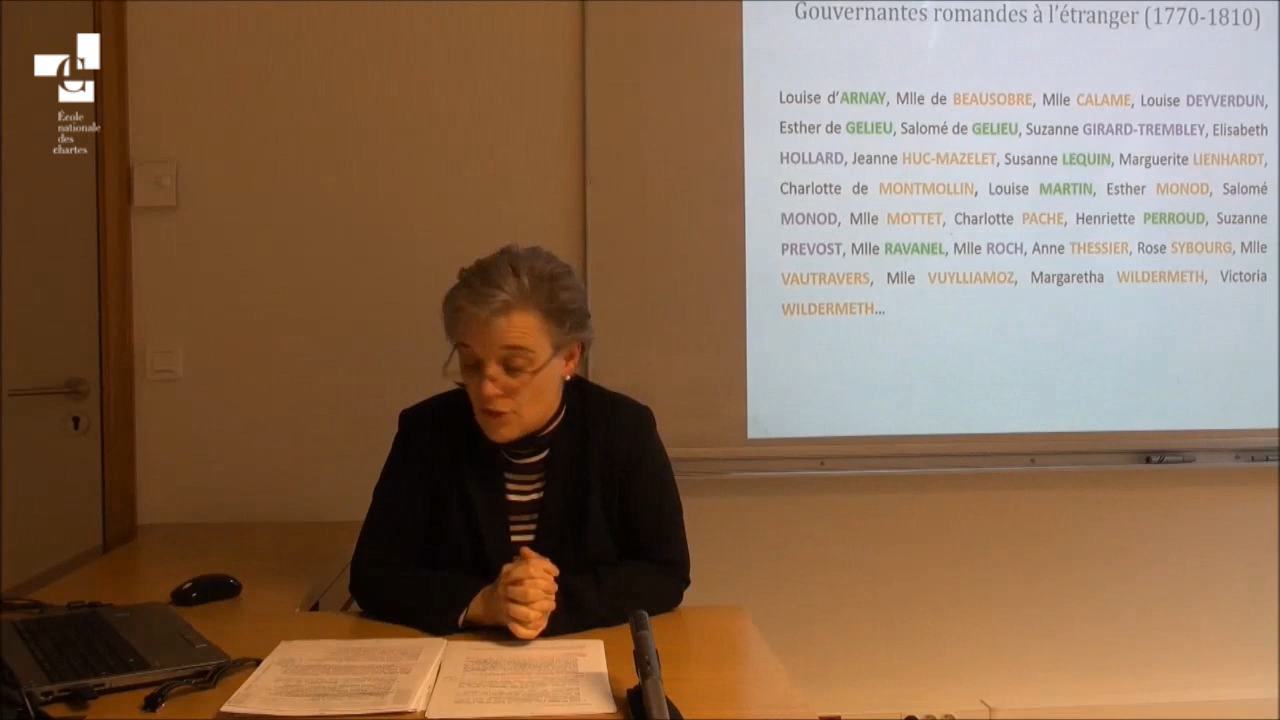 École
nationale
des
chartes
Gouvernantes romandes à l'étranger (1770-1810)
Louise d'ARNAY, Mlle de BEAUSOBRE, Mlle CALAME, Louise DEYVERDUN,
Esther de GELIEU, Salomé de GELIEU, Suzanne GIRARD-TREMBLEY, Elisabeth
HOLLARD, Jeanne HUC-MAZELET, Susanne LEQUIN, Marguerite LIENHARDT,
Charlotte de MONTMOLLIN, Louise MARTIN, Esther MONOD, Salomé
MONOD, Mlle MOTTET, Charlotte PACHE, Henriette PERROUD, Suzanne
PREVOST, Mlle RAVANEL, Mlle ROCH, Anne THESSIER, Rose SYBOURG, Mlle
VAUTRAVERS, Mlle VUYLLIAMOZ, Margaretha WILDERMETH, Victoria
WILDERMETH...